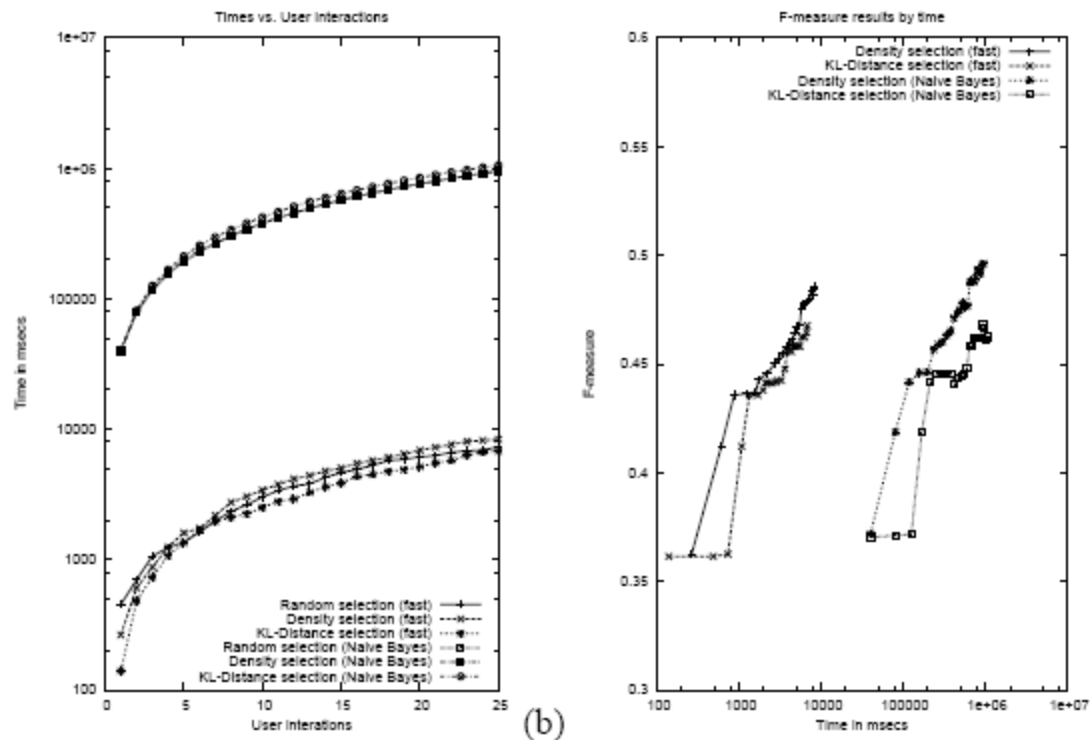 Times vs. User Interactions
1e+07
1e+06
100000
10000
1000
100
Time in msecs
Random selection (fast)
Density selection (fast)
KL-Distance selection (fast)
Random selection (Naive Bayes)
Density selection (Naive Bayes)
KL-Distance selection (Naive Bayes)
0 5 10 15 20 25
User Interations
(b)
F-measure results by time
0.6
0.55
0.5
0.45
0.4
0.35
0.3
F-measure
Density selection (fast)
KL-Distance selection (fast)
Density selection (Naive Bayes)
KL-Distance selection (Naive Bayes)
100 1000 10000 100000 1e+06 1e+07
Time in msecs